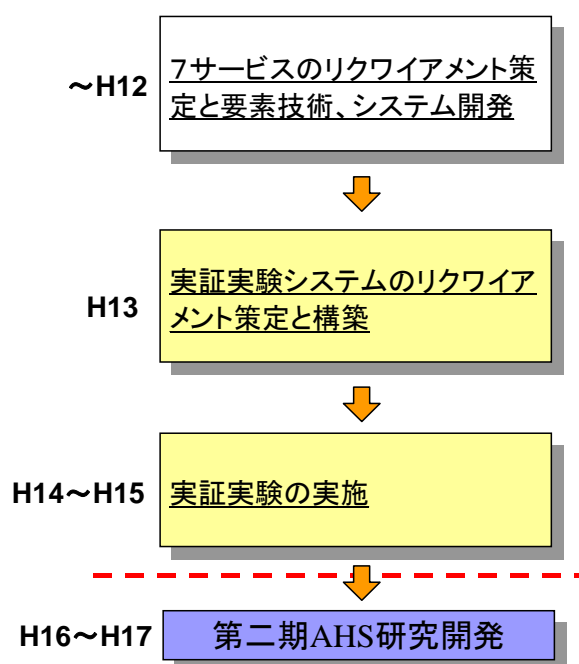 ～H12
７サービスのリクワイアメント策
定と要素技術、システム開発
H13
実証実験システムのリクワイア
メント策定と構築
H14～H15
実証実験の実施
H16～H17
第二期AHS研究開発